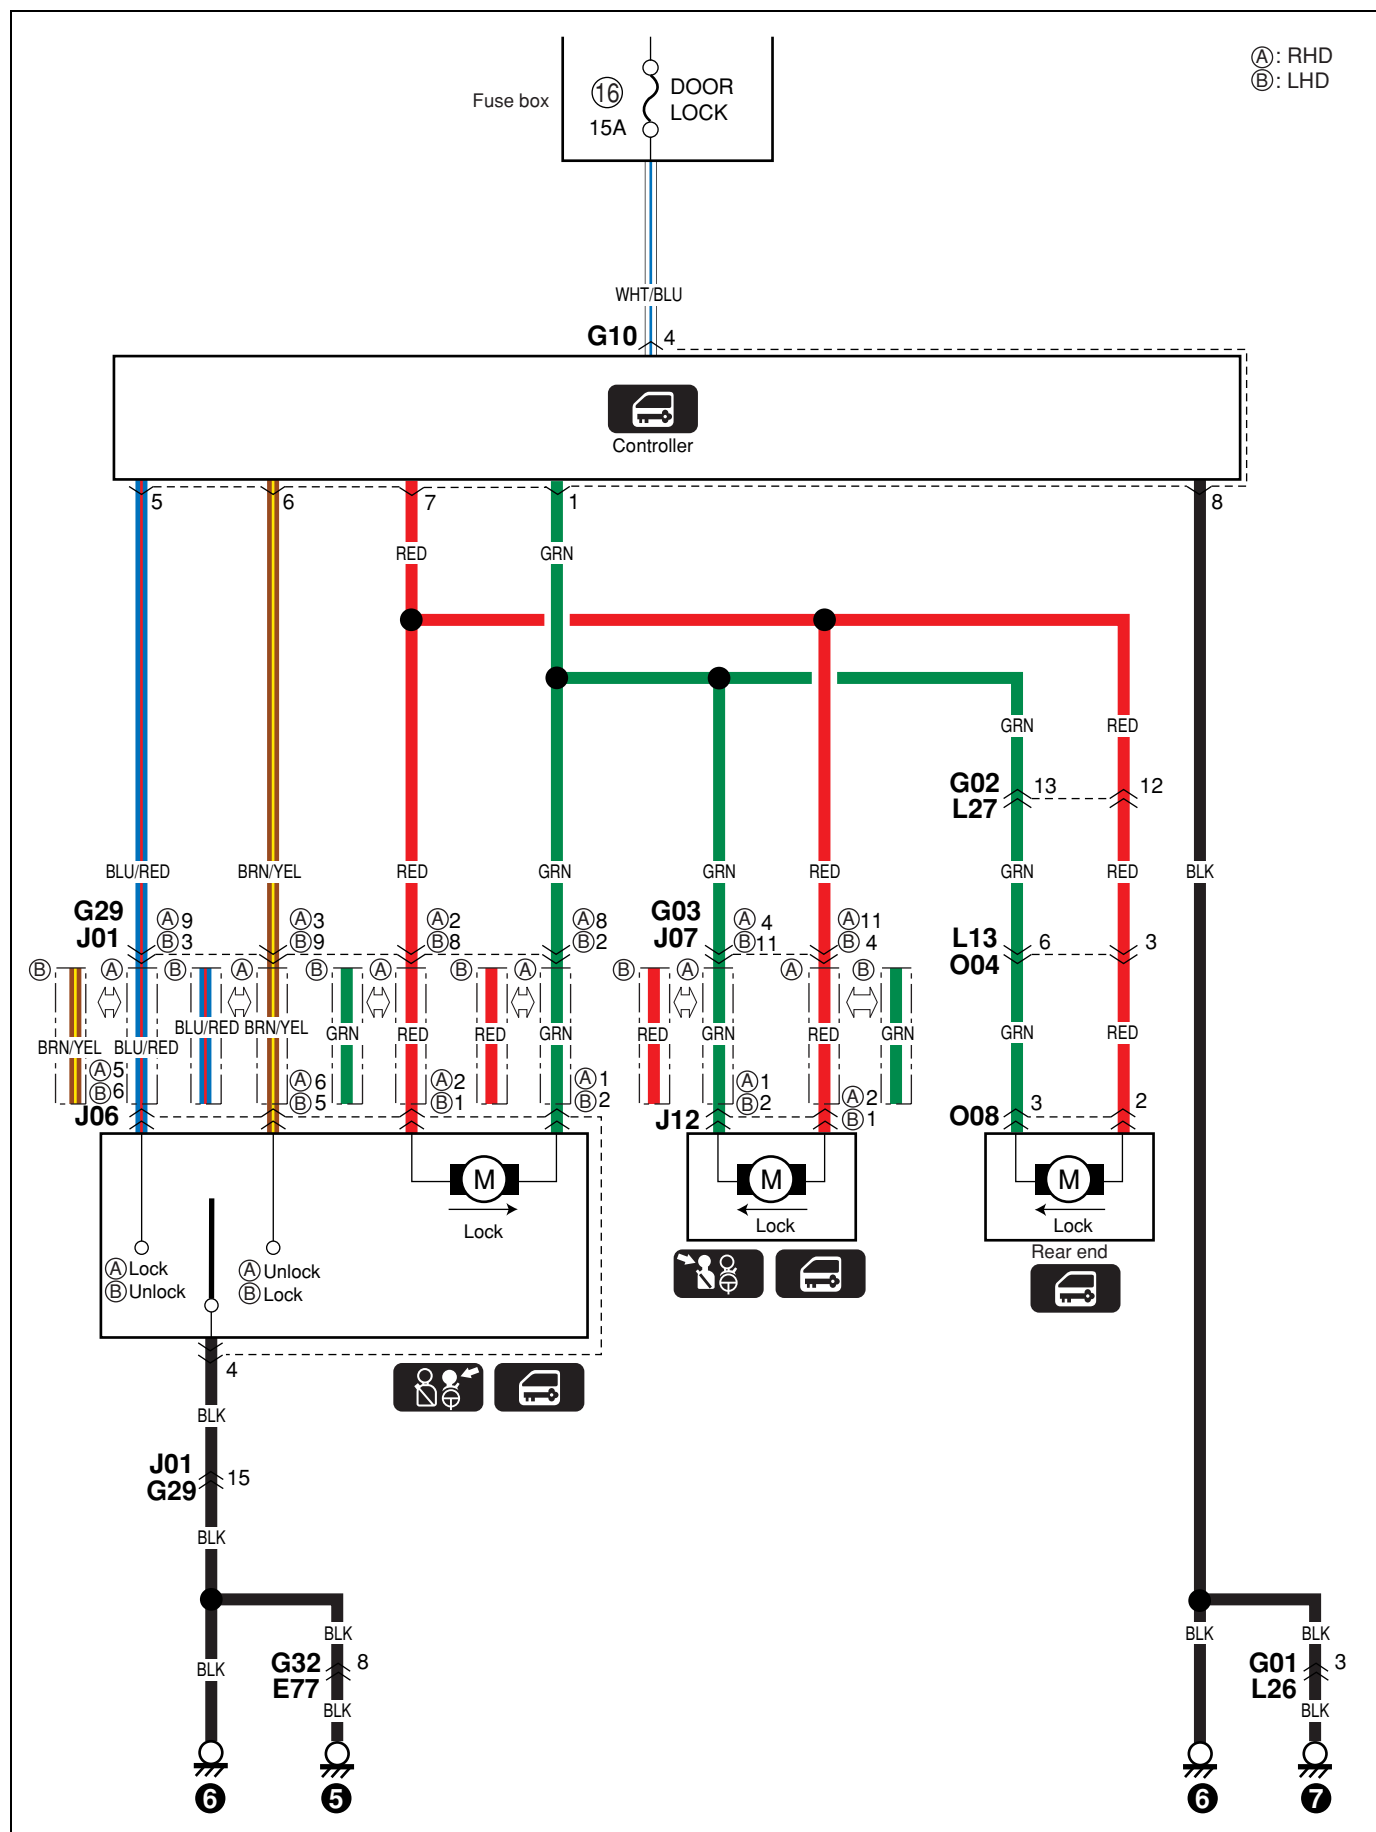 Ⓐ: RHD
Ⓑ: LHD
Fuse box
⑯
15A
DOOR
LOCK
WHT/BLU
G10 4
Controller
5 6 7 1 8
RED GRN
GRN RED
G02 13 12
L27
BLU/RED BRN/YEL RED GRN GRN RED GRN RED BLK
G29 Ⓐ9 Ⓐ3 Ⓐ2 Ⓐ8 G03 Ⓐ4 Ⓐ11
J01 Ⓑ3 Ⓑ9 Ⓑ8 Ⓑ2 J07 Ⓑ11 Ⓑ4
L13 6 3
O04
Ⓑ Ⓐ Ⓑ Ⓐ Ⓑ Ⓐ Ⓑ Ⓐ Ⓑ Ⓐ Ⓐ Ⓑ
BLU/RED BRN/YEL GRN RED RED GRN RED GRN RED GRN GRN RED
BRN/YEL BLU/RED
Ⓐ5 Ⓐ6 Ⓐ2 Ⓐ1 Ⓐ1 Ⓐ2
Ⓑ6 Ⓑ5 Ⓑ1 Ⓑ2 Ⓑ2 Ⓑ1
J06 J12 O08 3 2
M M M
Lock Lock Lock
Rear end
ⒶLock ⒶUnlock
ⒷUnlock ⒷLock
4
BLK
J01 15
G29
BLK
BLK BLK BLK
BLK
G32 8
E77
G01 3
L26
BLK BLK
6 5 6 7